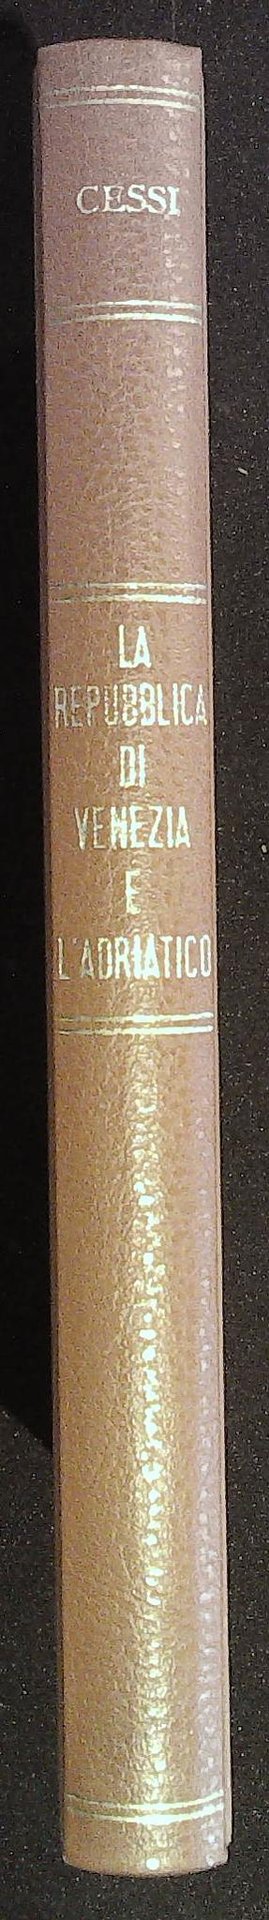 CESSI
LA
REPUBBLICA
DI
VENEZIA
E
L'ADRIATICO